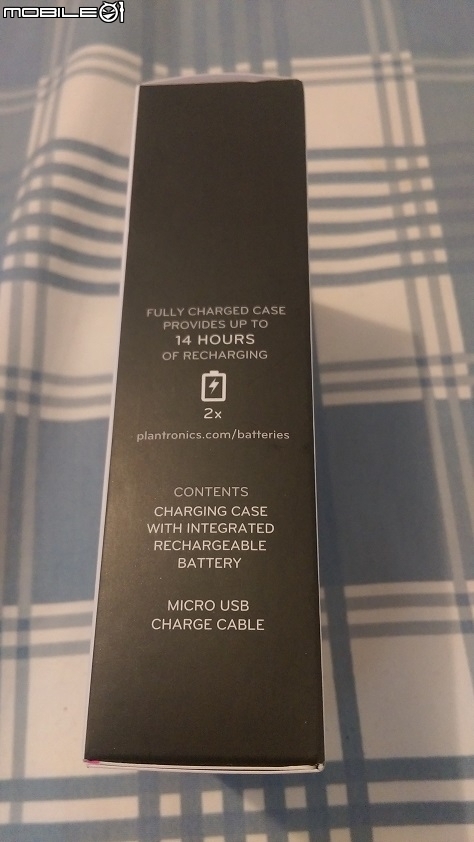 MOBILE01
FULLY CHARGED CASE
PROVIDES UP TO
14 HOURS
OF RECHARGING
2x
plantronics.com/batteries
CONTENTS
CHARGING CASE
WITH INTEGRATED
RECHARGEABLE
BATTERY
MICRO USB
CHARGE CABLE